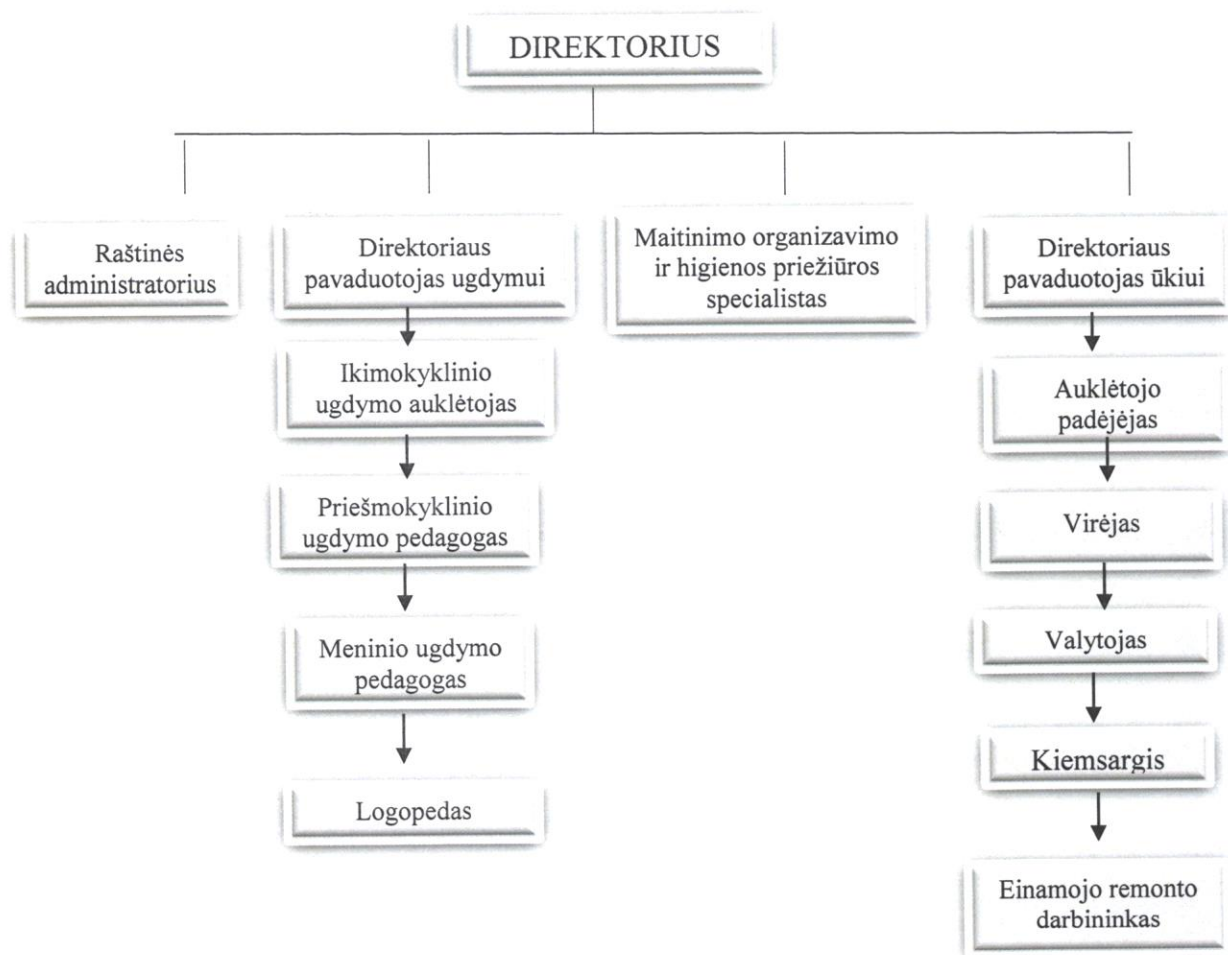 DIREKTORIUS
Raštinės
administratorius
Direktoriaus
pavaduotojas ugdymui
Maitinimo organizavimo
ir higienos priežiūros
specialistas
Direktoriaus
pavaduotojas ūkiui
Ikimokyklinio
ugdymo auklėtojas
Priešmokyklinio
ugdymo pedagogas
Meninio ugdymo
pedagogas
Logopedas
Auklėtojo
padėjėjas
Virėjas
Valytojas
Kiemsargis
Einamojo remonto
darbininkas